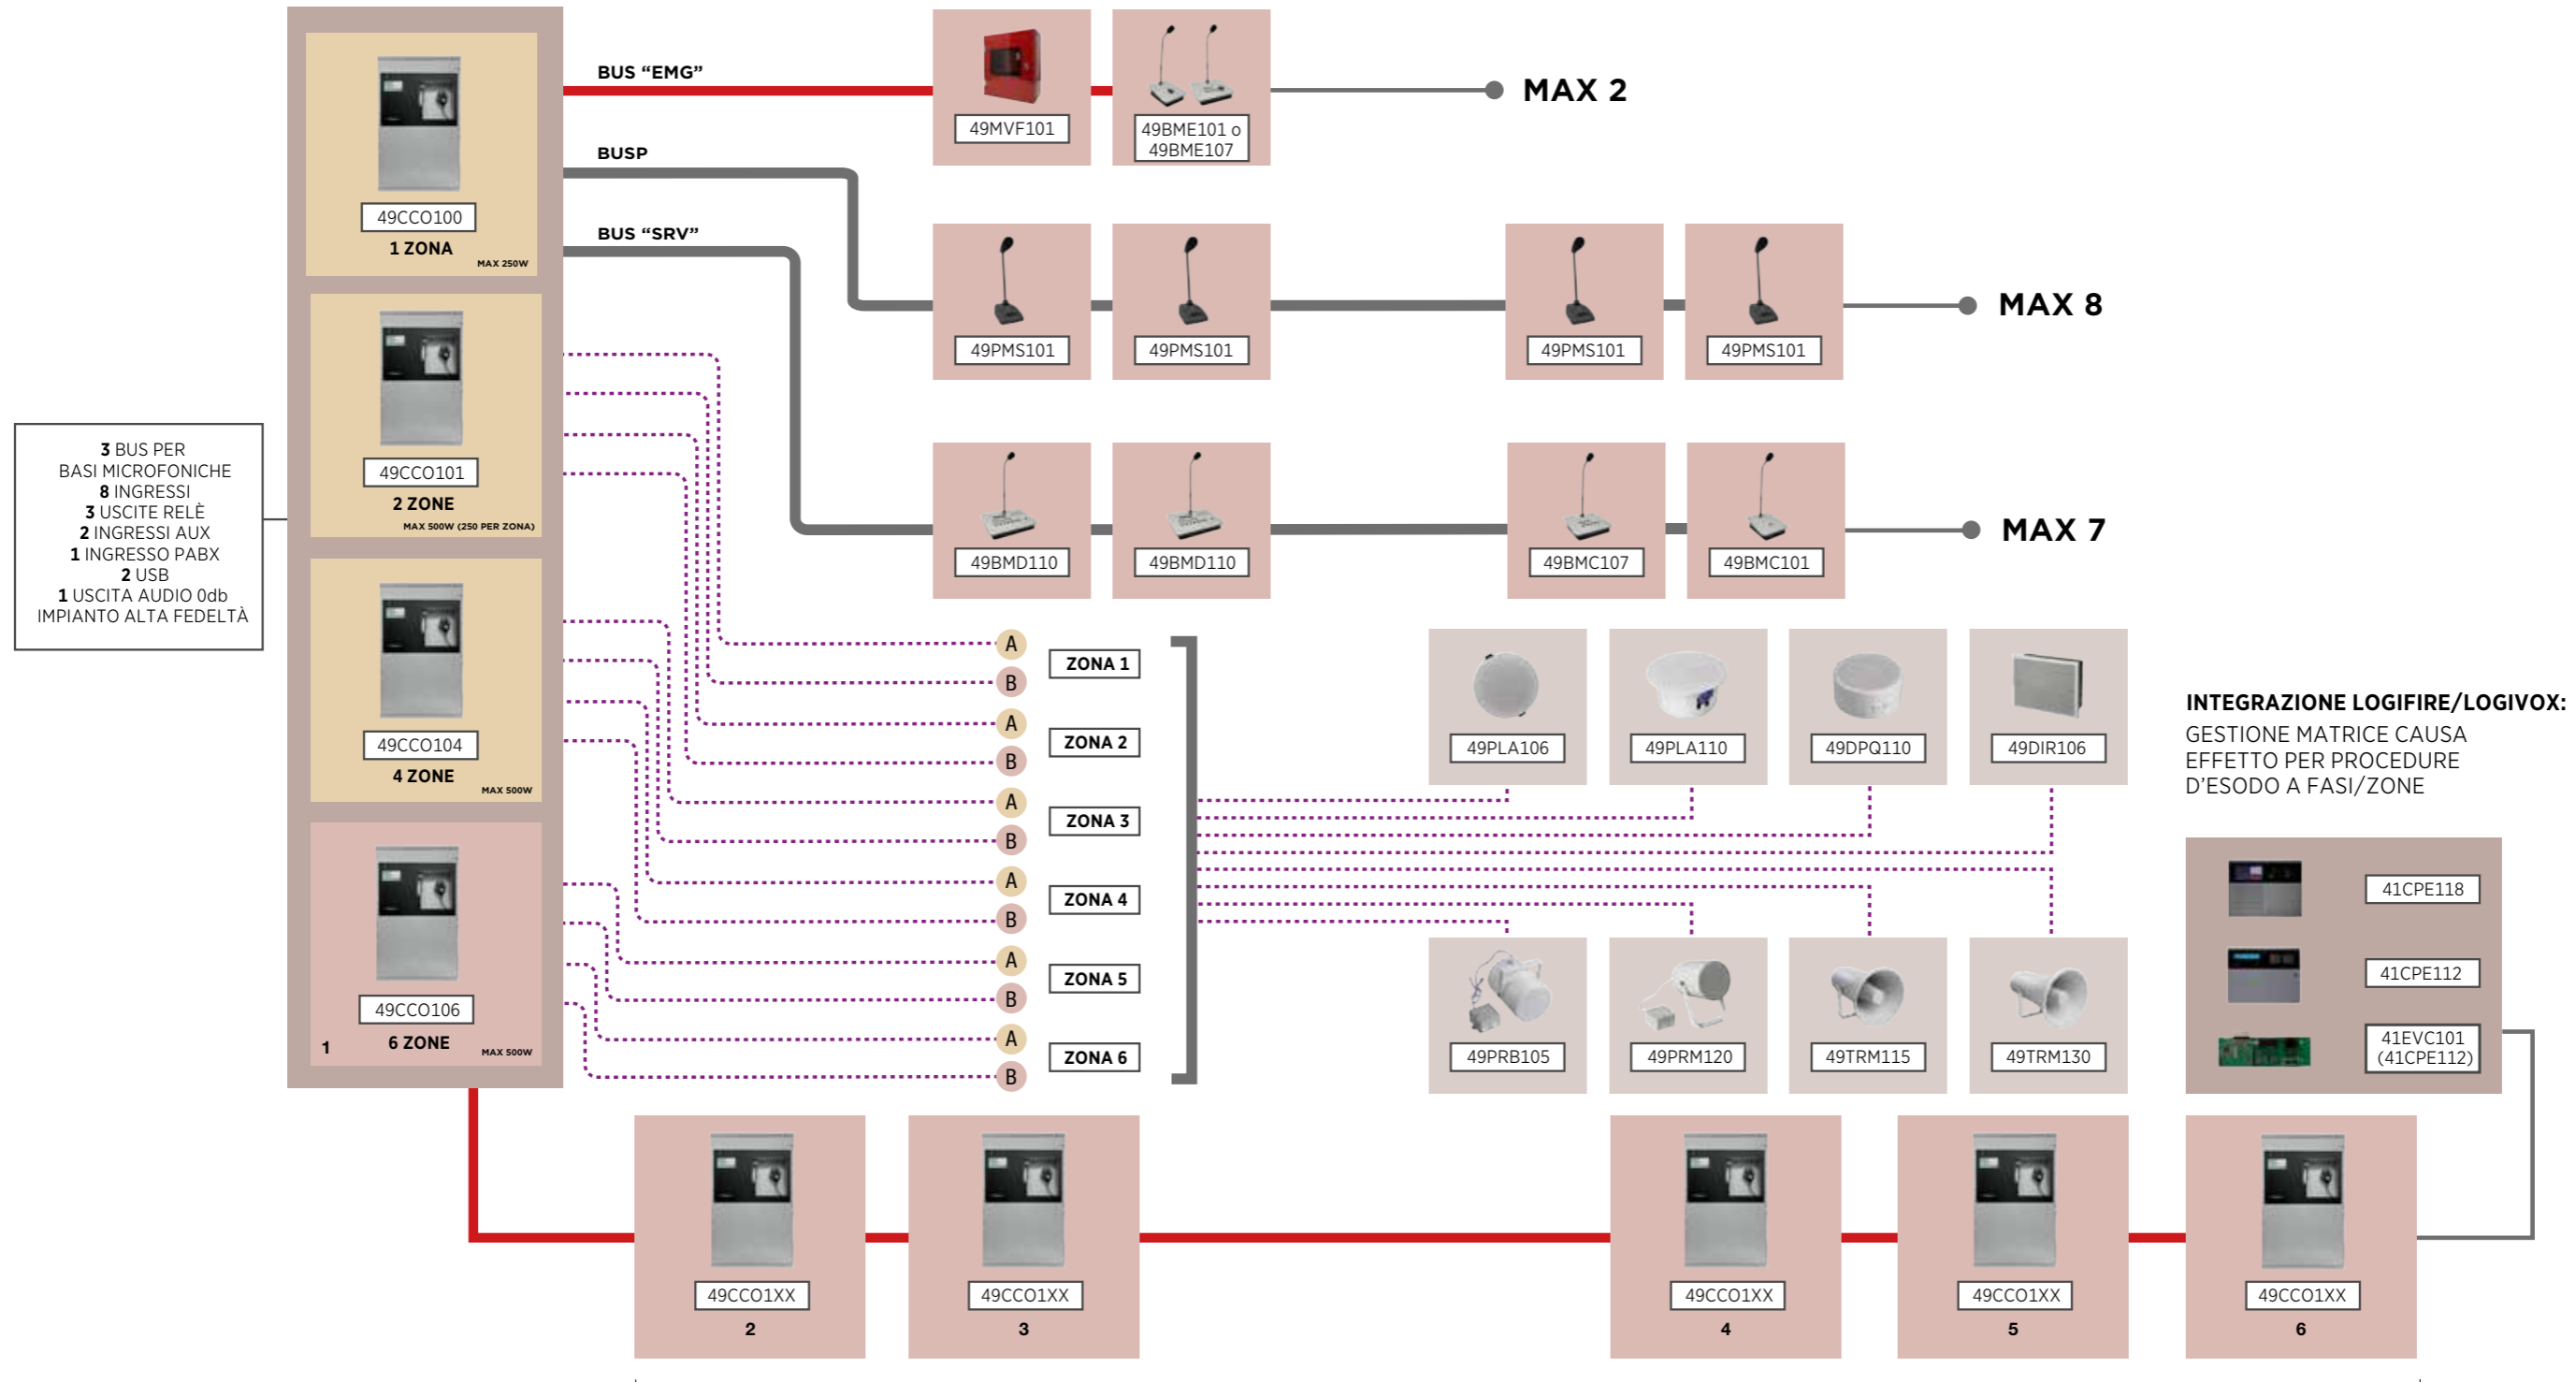 3 BUS PER
BASI MICROFONICHE
8 INGRESSI
3 USCITE RELÈ
2 INGRESSI AUX
1 INGRESSO PABX
2 USB
1 USCITA AUDIO 0db
IMPIANTO ALTA FEDELTÀ
49CCO100
1 ZONA
MAX 250W
49CCO101
2 ZONE
MAX 500W (250 PER ZONA)
49CCO104
4 ZONE
MAX 500W
49CCO106
1
6 ZONE
MAX 500W
BUS “EMG”
49MVF101
49BME101 o
49BME107
MAX 2
BUSP
49PMS101
49PMS101
49PMS101
49PMS101
MAX 8
BUS “SRV”
49BMD110
49BMD110
49BMC107
49BMC101
MAX 7
A
B
ZONA 1
A
B
ZONA 2
A
B
ZONA 3
A
B
ZONA 4
A
B
ZONA 5
A
B
ZONA 6
49PLA106
49PLA110
49DPQ110
49DIR106
49PRB105
49PRM120
49TRM115
49TRM130
INTEGRAZIONE LOGIFIRE/LOGIVOX:
GESTIONE MATRICE CAUSA
EFFETTO PER PROCEDURE
D’ESODO A FASI/ZONE
41CPE118
41CPE112
41EVC101
(41CPE112)
49CCO1XX
2
49CCO1XX
3
49CCO1XX
4
49CCO1XX
5
49CCO1XX
6